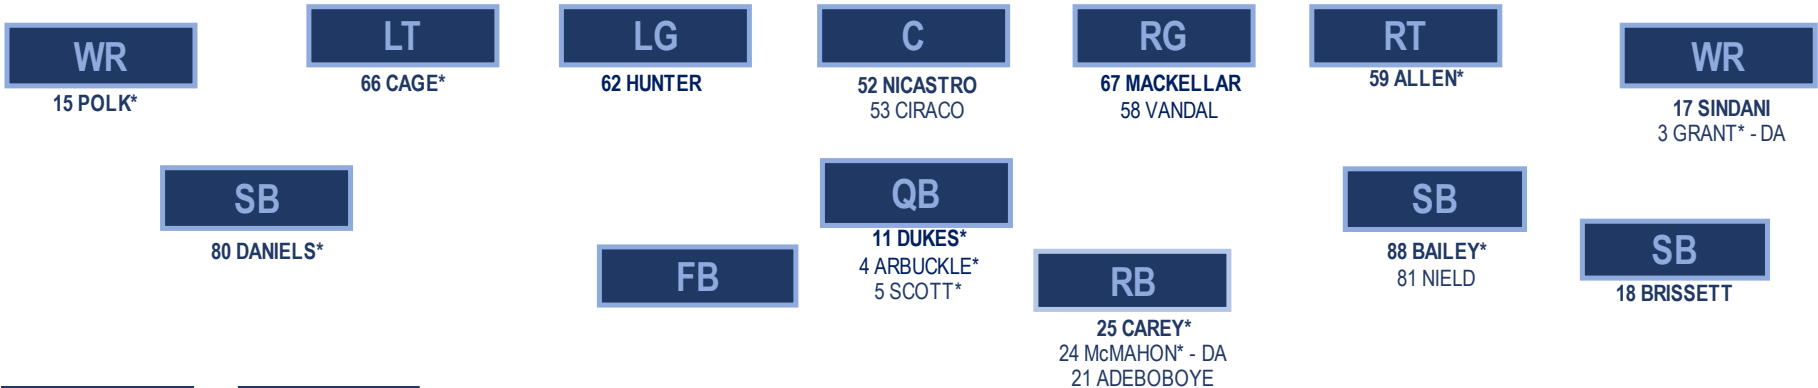 WR
15 POLK*
LT
66 CAGE*
LG
62 HUNTER
C
52 NICASTRO
53 CIRACO
RG
67 MACKELLAR
58 VANDAL
RT
59 ALLEN*
WR
17 SINDANI
3 GRANT* - DA
SB
80 DANIELS*
FB
QB
11 DUKES*
4 ARBUCKLE*
5 SCOTT*
RB
25 CAREY*
24 McMAHON* - DA
21 ADEBOBOYE
SB
88 BAILEY*
81 NIELD
SB
18 BRISSETT